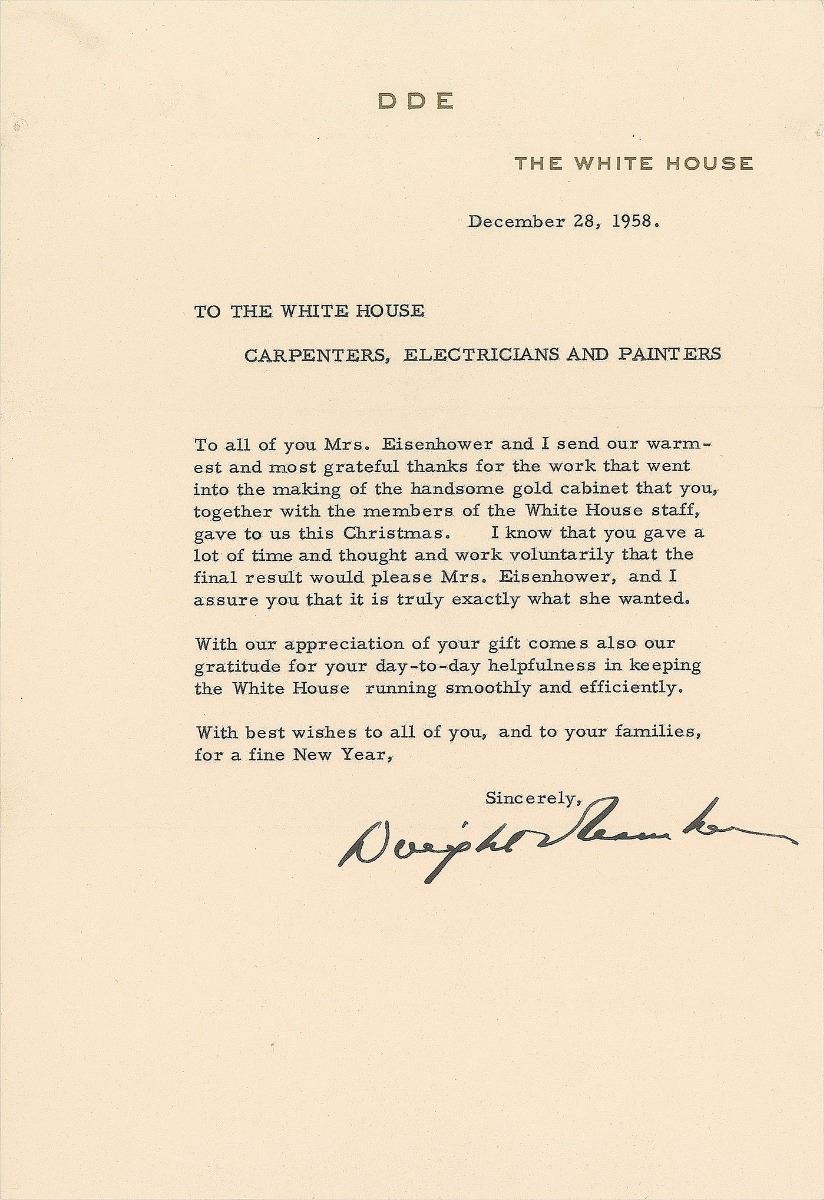 DDE
THE WHITE HOUSE
December 28, 1958.
TO THE WHITE HOUSE
CARPENTERS, ELECTRICIANS AND PAINTERS
To all of you Mrs. Eisenhower and I send our warm-
est and most grateful thanks for the work that went
into the making of the handsome gold cabinet that you,
together with the members of the White House staff,
gave to us this Christmas. I know that you gave a
lot of time and thought and work voluntarily that the
final result would please Mrs. Eisenhower, and I
assure you that it is truly exactly what she wanted.
With our appreciation of your gift comes also our
gratitude for your day-to-day helpfulness in keeping
the White House running smoothly and efficiently.
With best wishes to all of you, and to your families,
for a fine New Year,
Sincerely,
Dwight Eisenhower